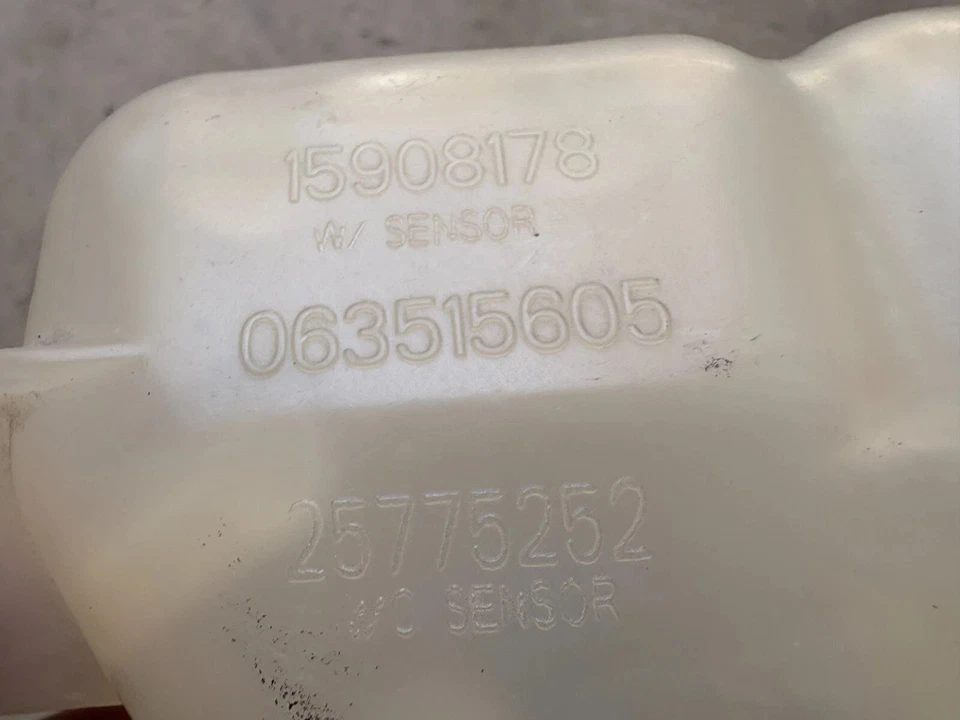 15908178
W/ SENSOR
063515605
25775252
W/O SENSOR